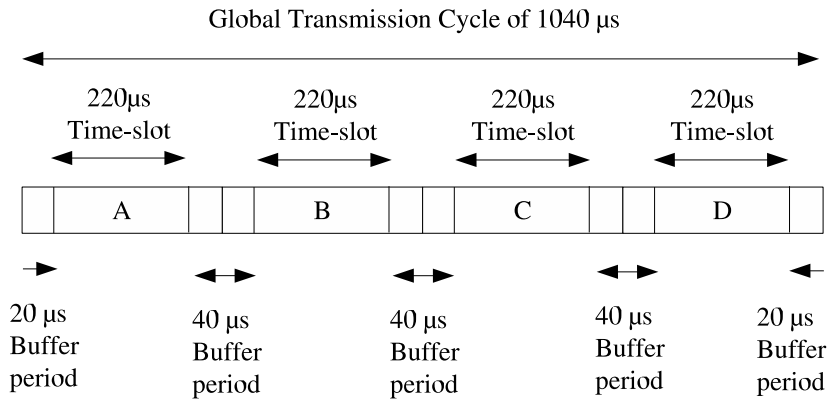 Global Transmission Cycle of 1040 µs
220µs
Time-slot
220µs
Time-slot
220µs
Time-slot
220µs
Time-slot
A
B
C
D
20 µs
Buffer
period
40 µs
Buffer
period
40 µs
Buffer
period
40 µs
Buffer
period
20 µs
Buffer
period